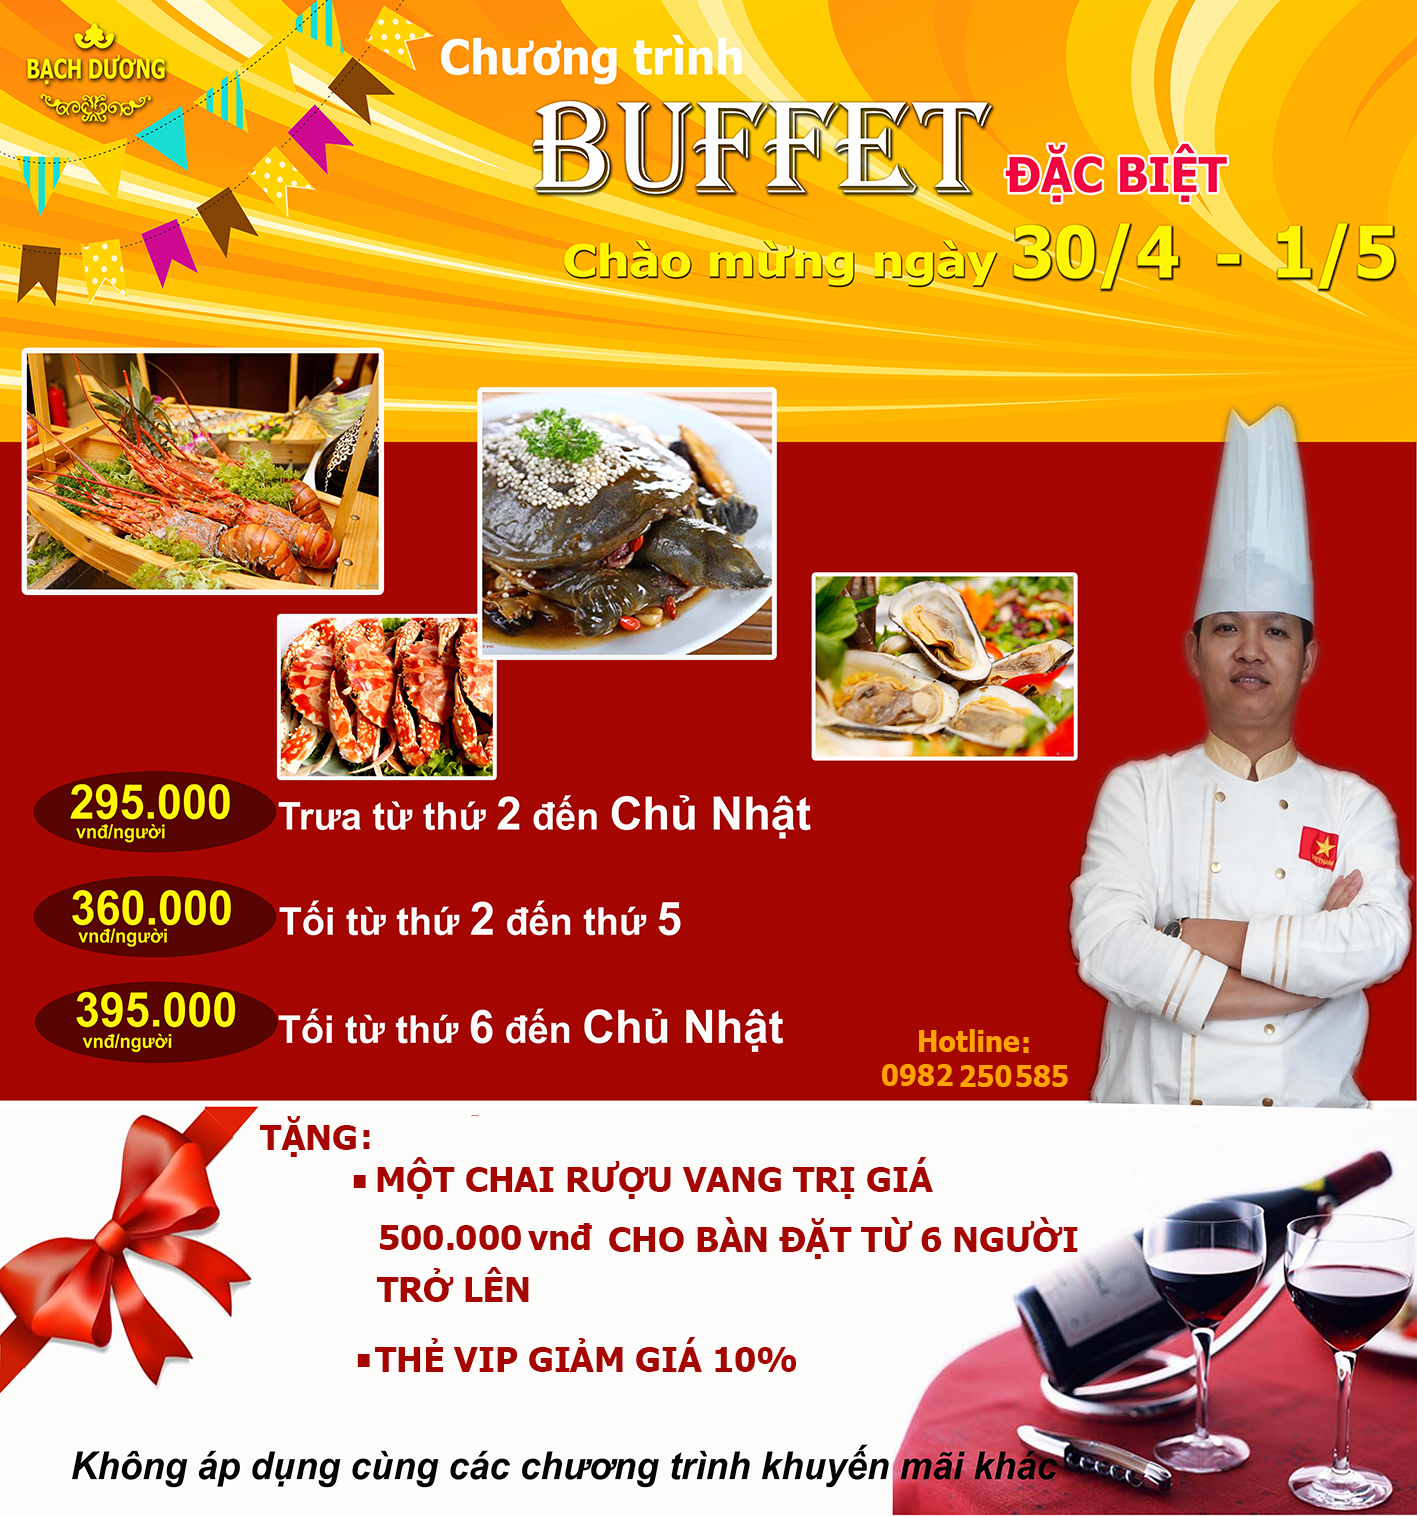 BẠCH DƯƠNG
Chương trình
BUFFET
ĐẶC BIỆT
Chào mừng ngày 30/4 - 1/5
295.000
vnđ/người
Trưa từ thứ 2 đến Chủ Nhật
360.000
vnđ/người
Tối từ thứ 2 đến thứ 5
395.000
vnđ/người
Tối từ thứ 6 đến Chủ Nhật
VIETNAM
Hotline:
0982 250 585
TẶNG:
▪ MỘT CHAI RƯỢU VANG TRỊ GIÁ
500.000 vnđ CHO BÀN ĐẶT TỪ 6 NGƯỜI
TRỞ LÊN
▪ THẺ VIP GIẢM GIÁ 10%
Không áp dụng cùng các chương trình khuyến mãi khác